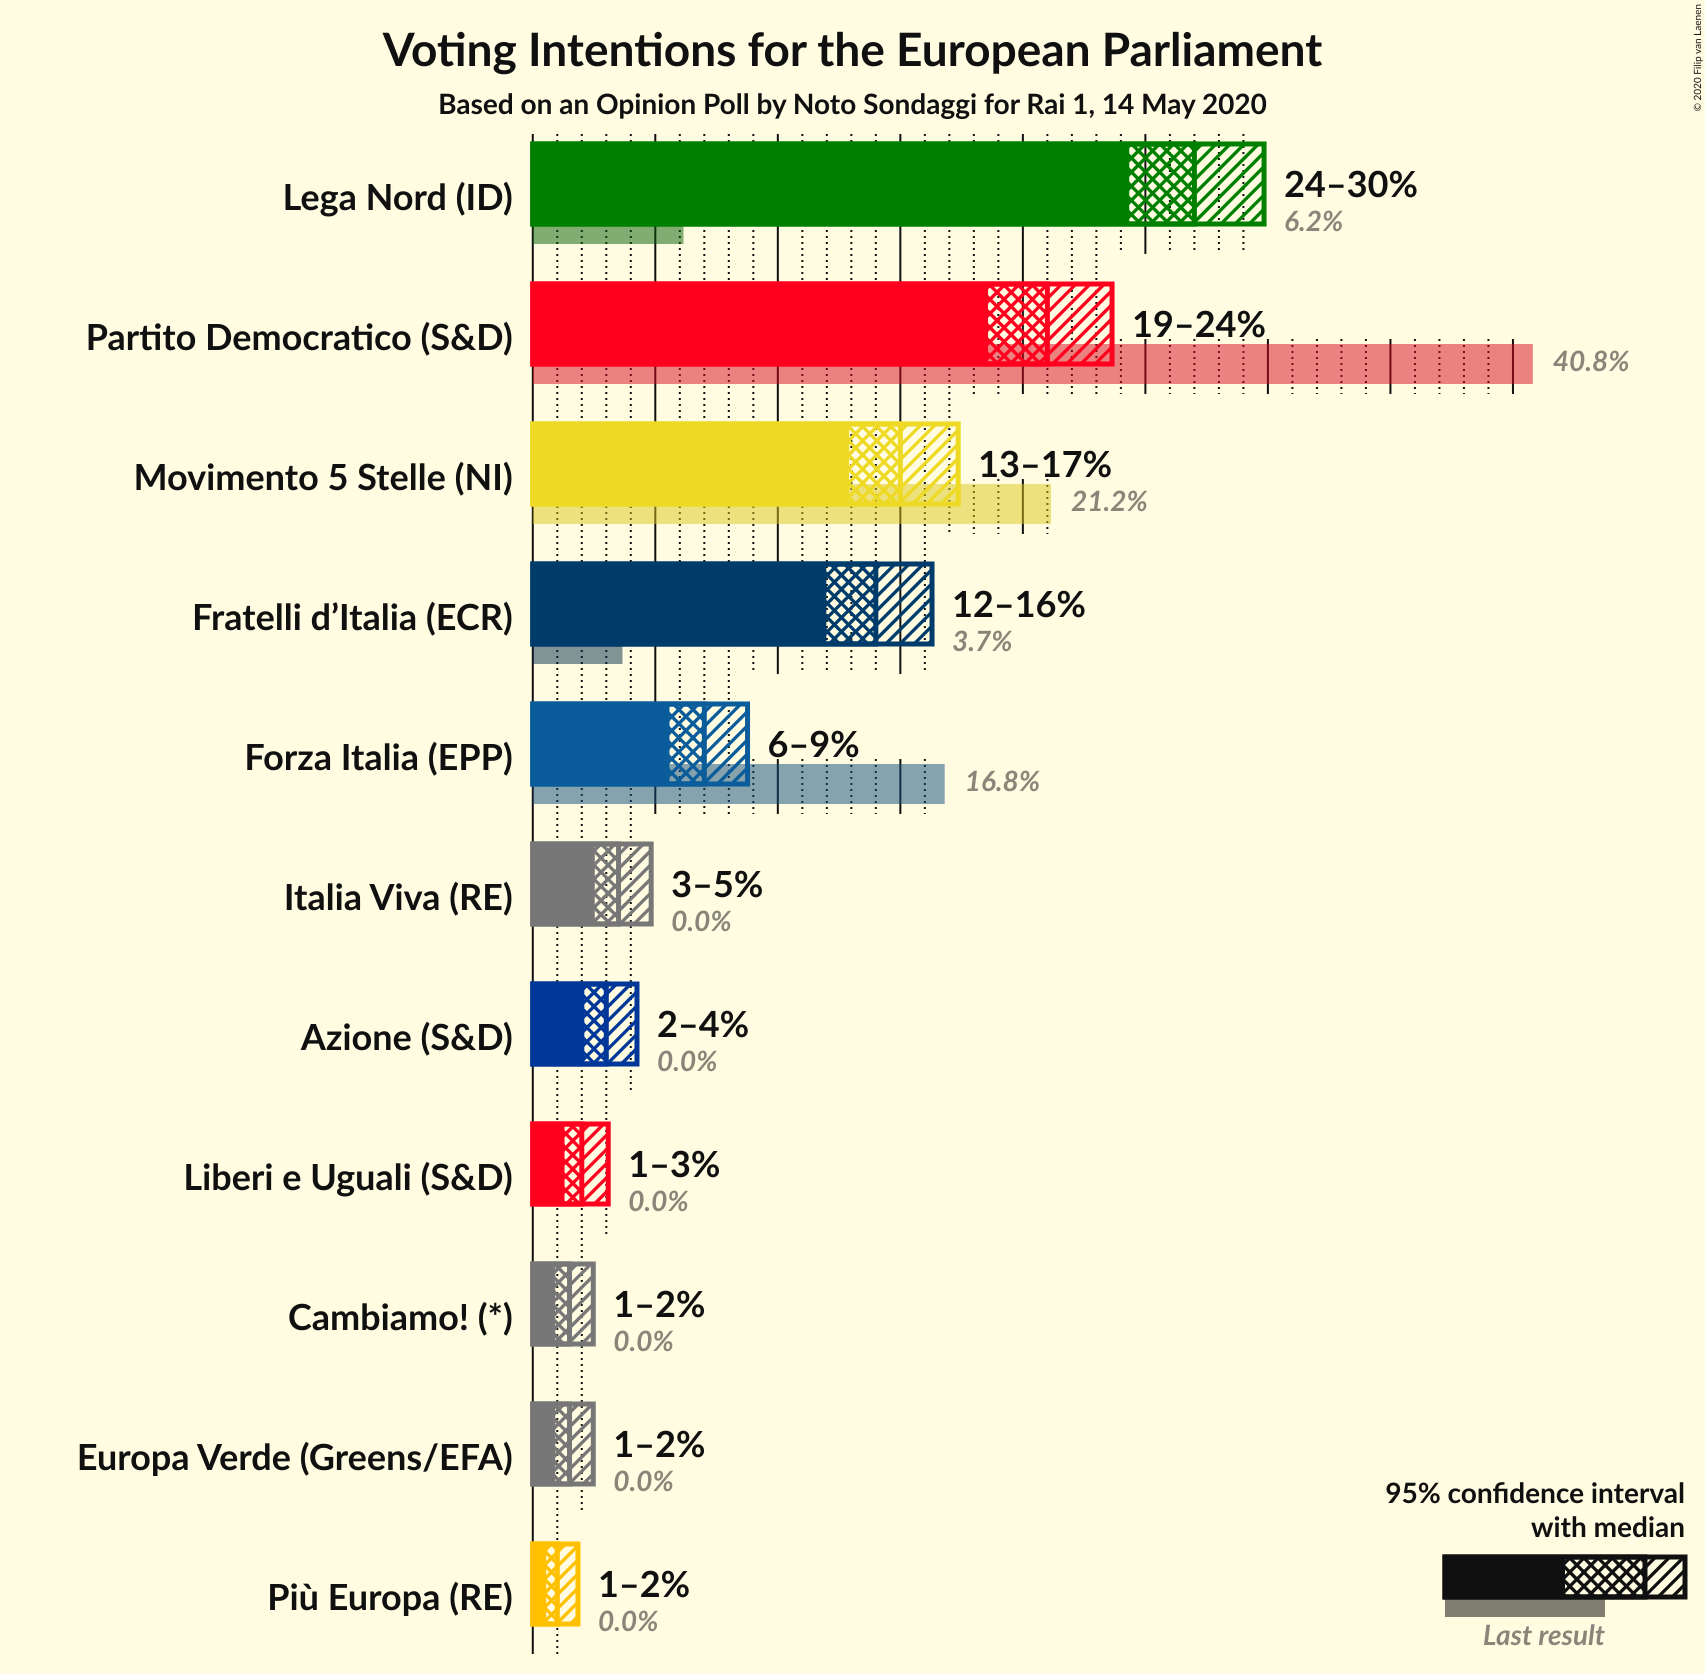 Voting Intentions for the European Parliament
Based on an Opinion Poll by Noto Sondaggi for Rai 1, 14 May 2020
© 2020 Filip van Laenen
Lega Nord (ID)
24–30%
6.2%
Partito Democratico (S&D)
19–24%
40.8%
Movimento 5 Stelle (NI)
13–17%
21.2%
Fratelli d’Italia (ECR)
12–16%
3.7%
Forza Italia (EPP)
6–9%
16.8%
Italia Viva (RE)
3–5%
0.0%
Azione (S&D)
2–4%
0.0%
Liberi e Uguali (S&D)
1–3%
0.0%
Cambiamo! (*)
1–2%
0.0%
Europa Verde (Greens/EFA)
1–2%
0.0%
Più Europa (RE)
1–2%
0.0%
95% confidence interval
with median
Last result